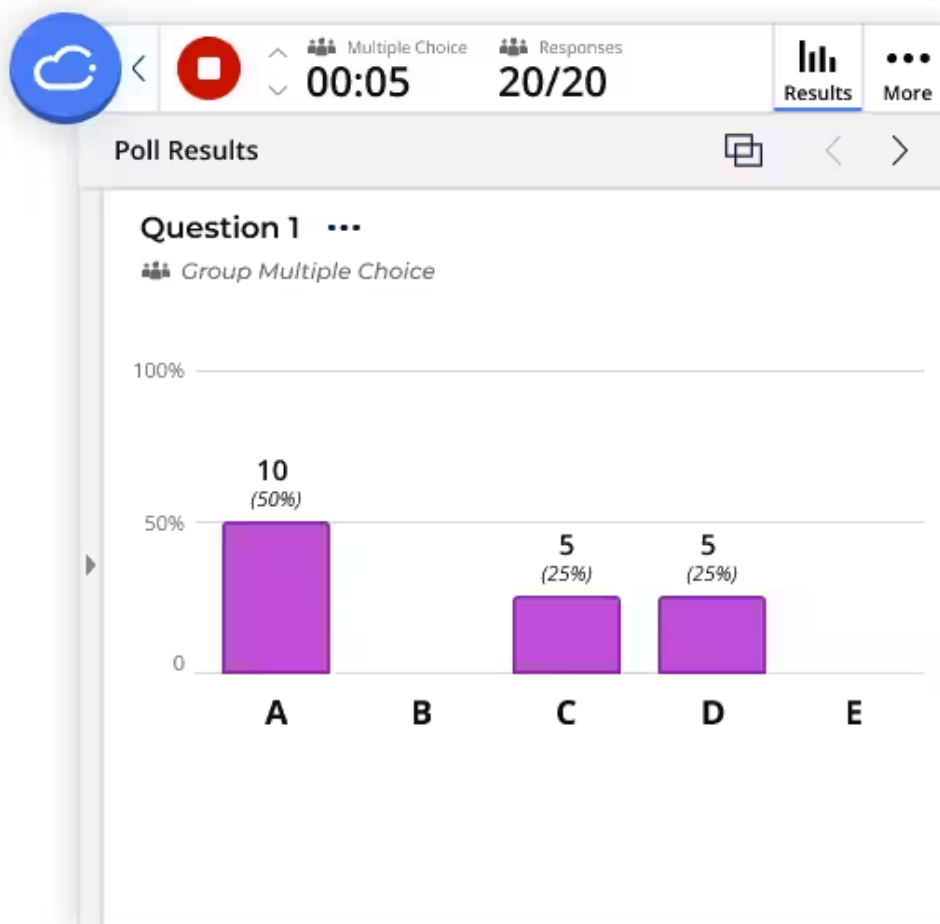 Multiple Choice Responses
00:05 20/20
Results More
Poll Results
Question 1
Group Multiple Choice
100%
10
(50%)
50%
5 5
(25%) (25%)
0
A B C D E